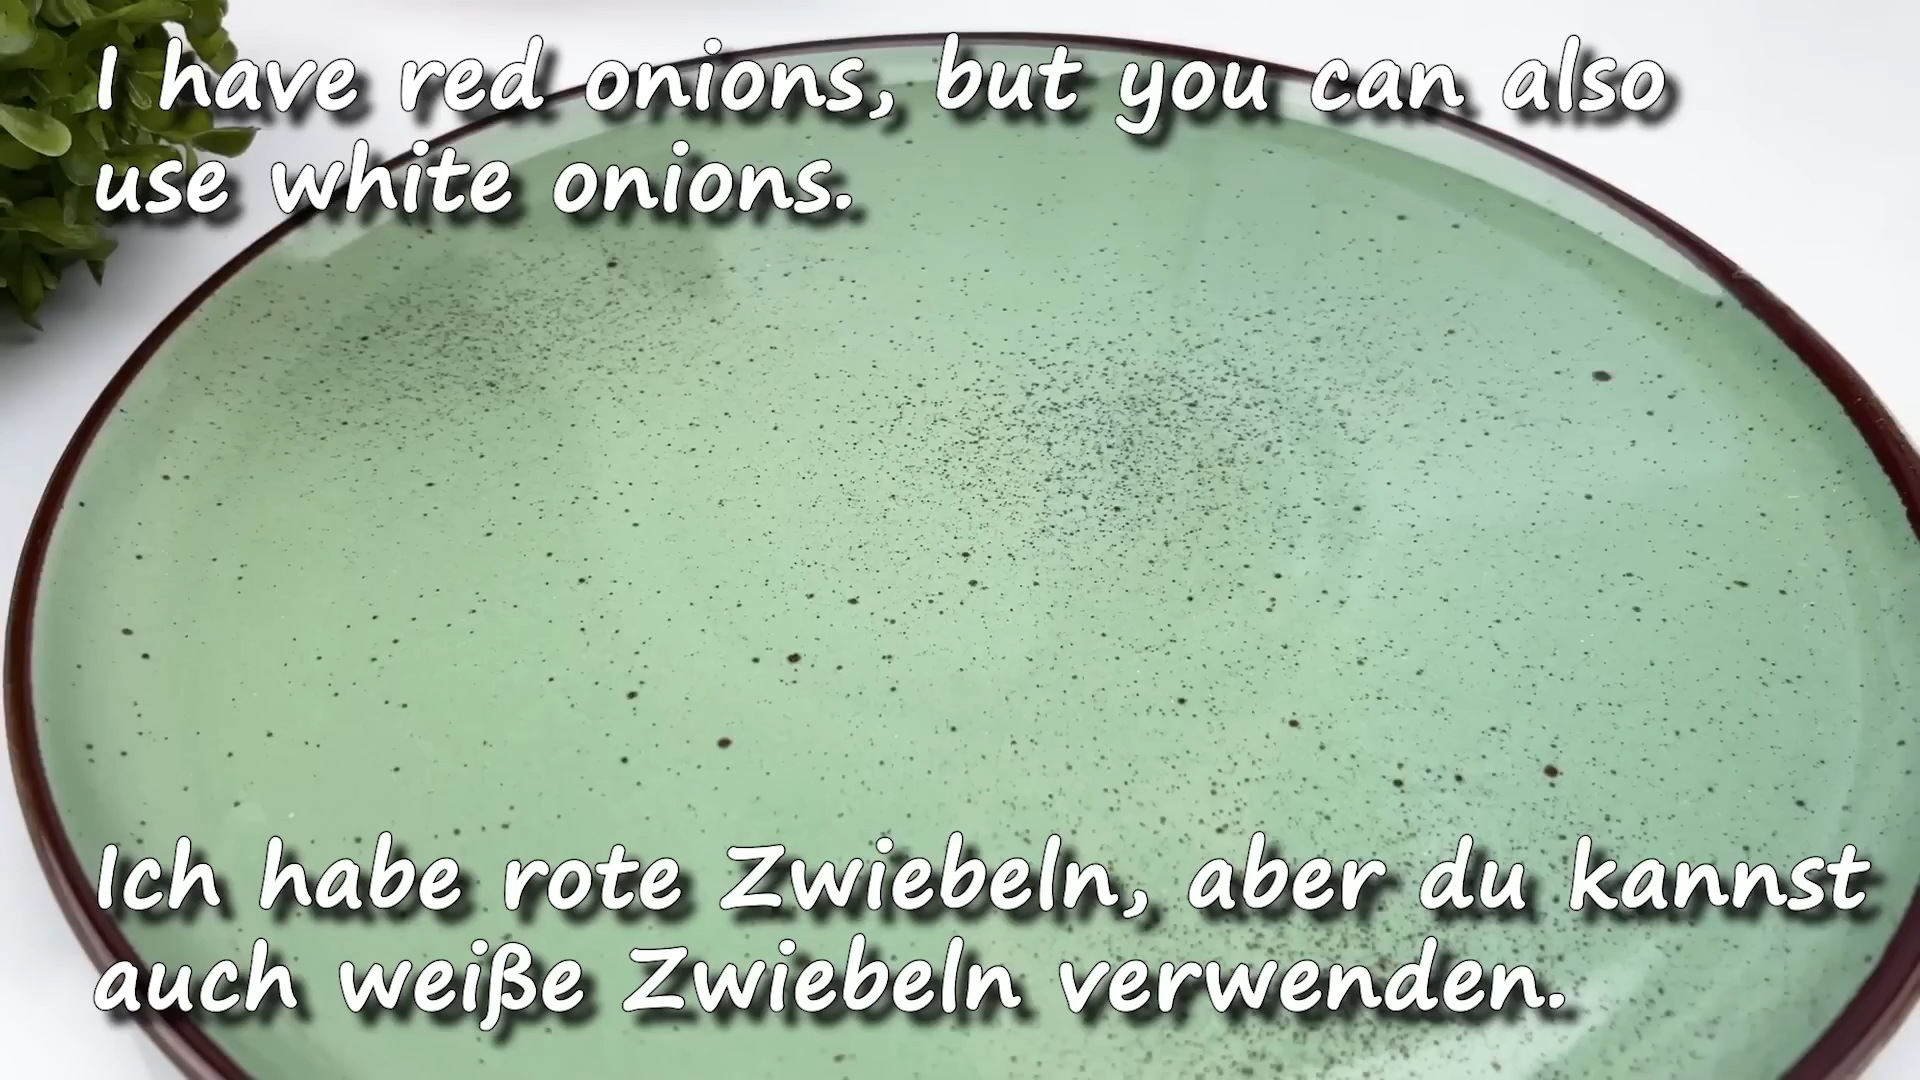 I have red onions, but you can also
use white onions.
Ich habe rote Zwiebeln, aber du kannst
auch weiße Zwiebeln verwenden.